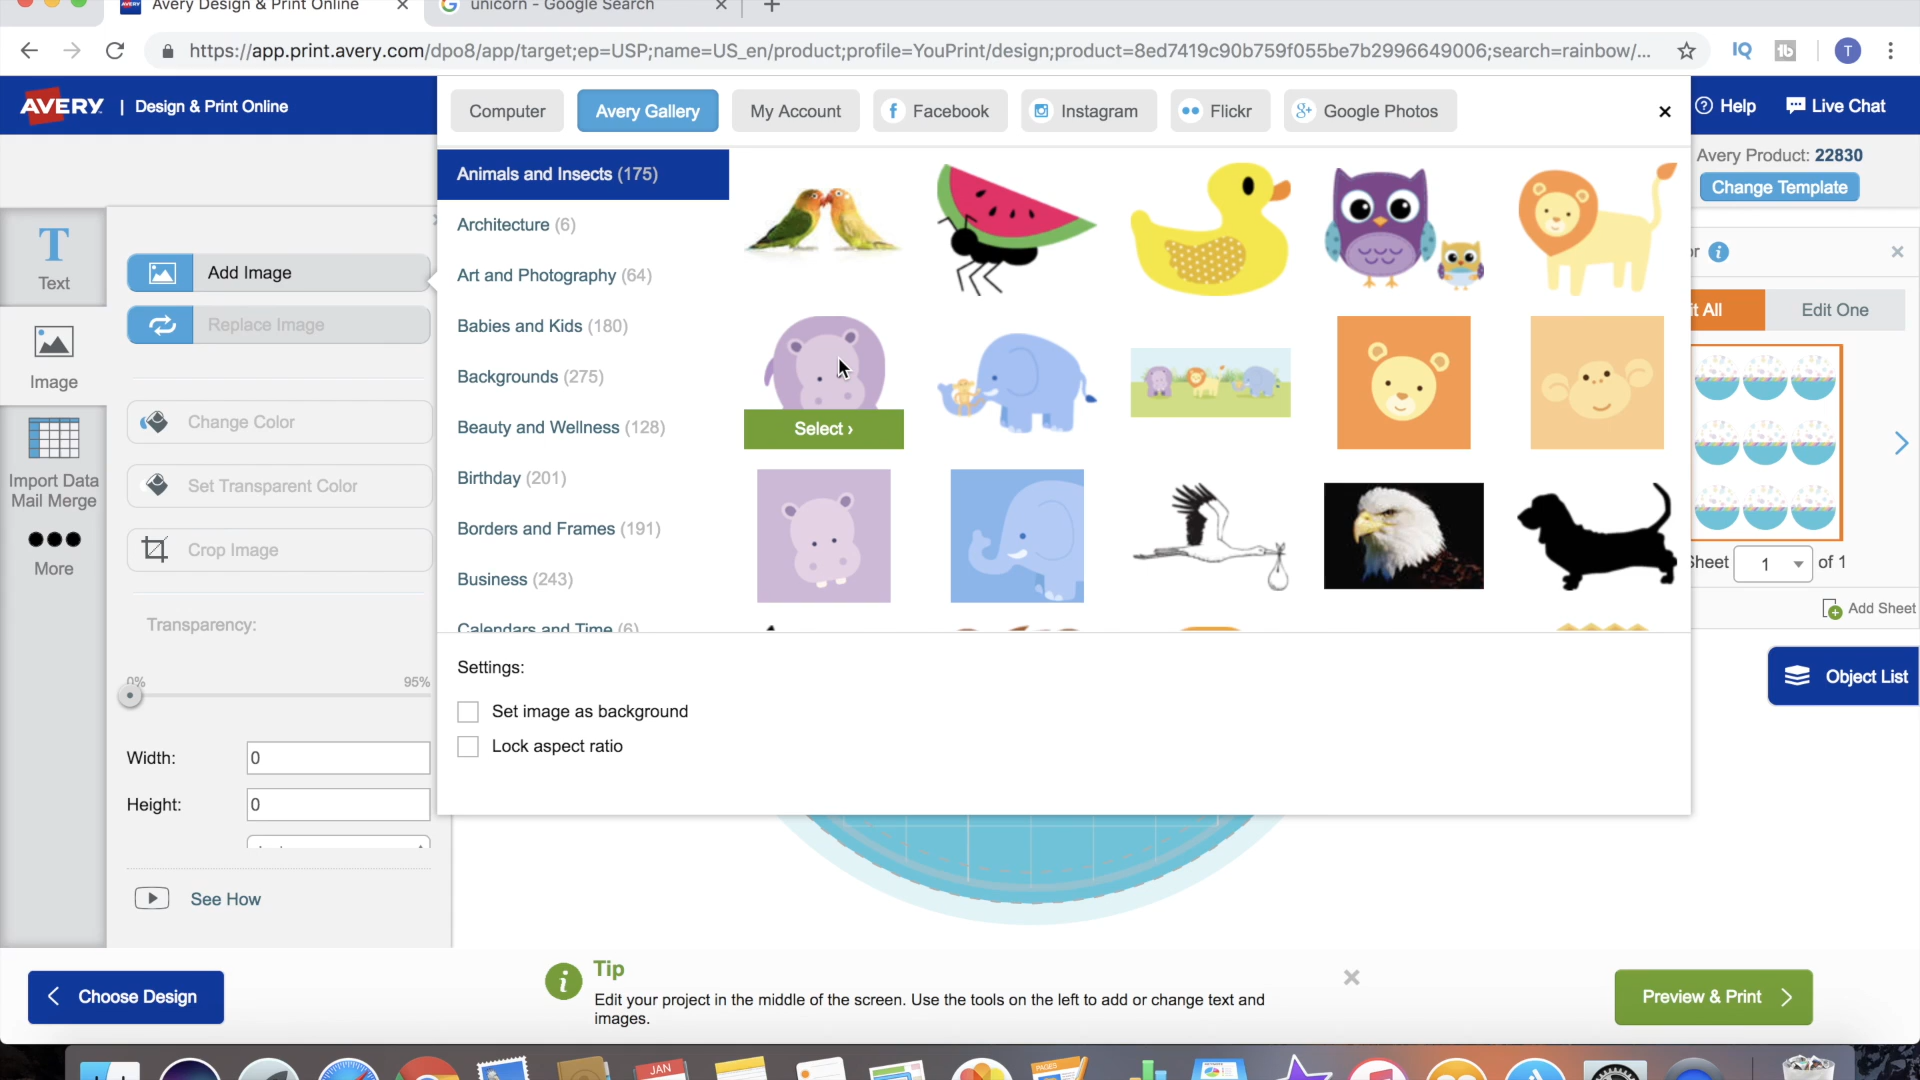 Avery Design & Print Online
unicorn - Google Search
https://app.print.avery.com/dpo8/app/target;ep=USP;name=US_en/product;profile=YouPrint/design;product=8ed7419c90b759f055be7b2996649006;search=rainbow/...
IQ
T
AVERY | Design & Print Online
Computer
Avery Gallery
My Account
Facebook
Instagram
Flickr
Google Photos
Help
Live Chat
Avery Product: 22830
Change Template
Text
Image
Import Data
Mail Merge
More
Add Image
Replace Image
Change Color
Set Transparent Color
Crop Image
Transparency:
0%
95%
Width:
0
Height:
0
See How
Animals and Insects (175)
Architecture (6)
Art and Photography (64)
Babies and Kids (180)
Backgrounds (275)
Beauty and Wellness (128)
Birthday (201)
Borders and Frames (191)
Business (243)
Calendars and Time (6)
Select ›
Settings:
Set image as background
Lock aspect ratio
Edit One
Sheet
1
of 1
Add Sheet
Object List
Choose Design
Tip
Edit your project in the middle of the screen. Use the tools on the left to add or change text and
images.
Preview & Print
JAN
PAGES